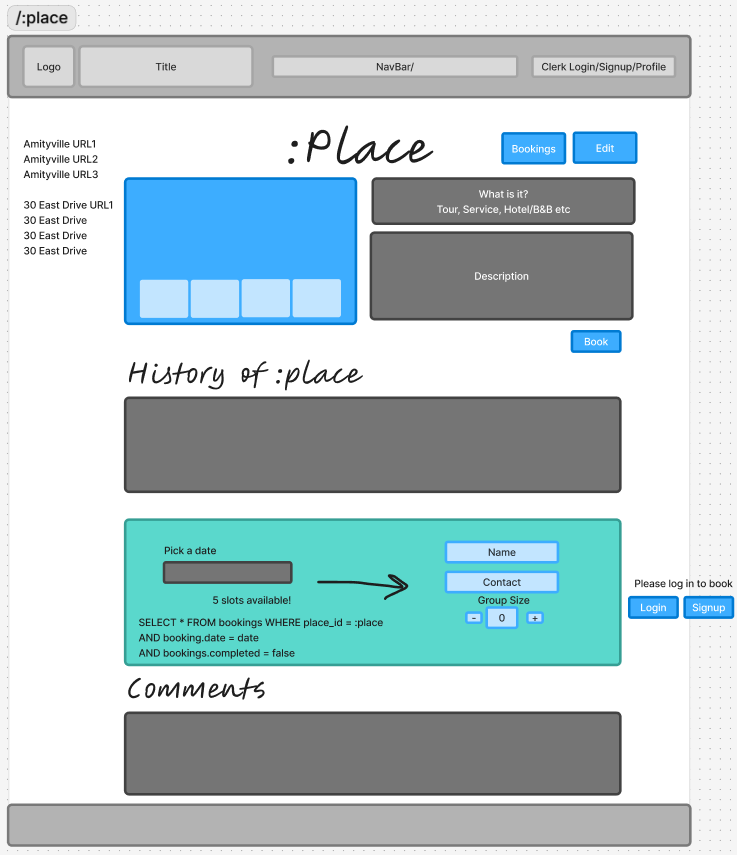 /:place
Logo
Title
NavBar/
Clerk Login/Signup/Profile
:Place
Bookings
Edit
Amityville URL1
Amityville URL2
Amityville URL3
30 East Drive URL1
30 East Drive
30 East Drive
30 East Drive
What is it?
Tour, Service, Hotel/B&B etc
Description
Book
History of :place
Pick a date
5 slots available!
SELECT * FROM bookings WHERE place_id = :place
AND booking.date = date
AND bookings.completed = false
Name
Contact
Group Size
- 0 +
Please log in to book
Login
Signup
Comments